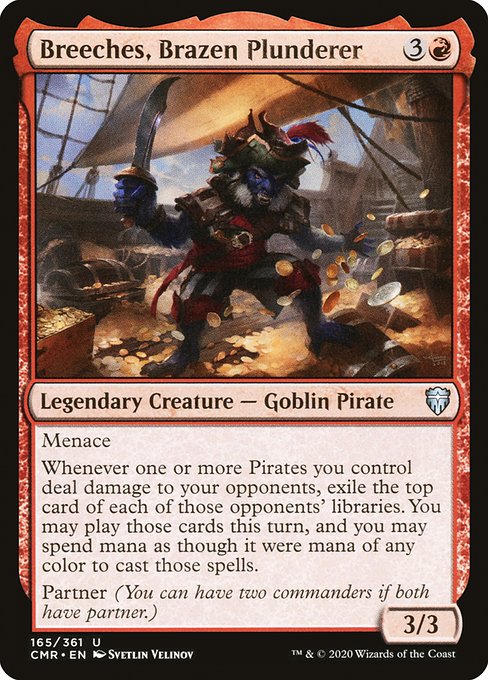 Breeches, Brazen Plunderer 3
Legendary Creature — Goblin Pirate
Menace
Whenever one or more Pirates you control
deal damage to your opponents, exile the top
card of each of those opponents' libraries. You
may play those cards this turn, and you may
spend mana as though it were mana of any
color to cast those spells.
Partner (You can have two commanders if both
have partner.)
3/3
165/361 U
CMR • EN Svetlin Velinov
™ & © 2020 Wizards of the Coast